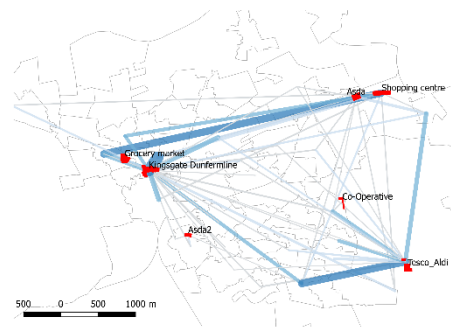 Asda
Shopping centre
Grocery market
Kingsgate Dunfermline
Co-Operative
Asda2
Tesco_Aldi
500 0 500 1000 m